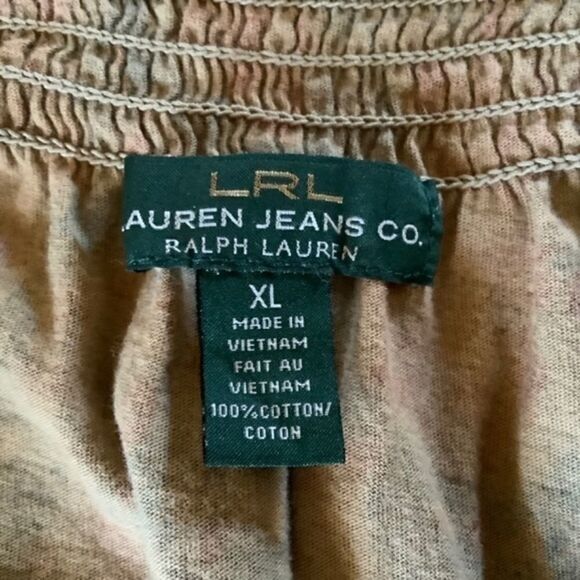 LRL
LAUREN JEANS CO.
RALPH LAUREN
XL
MADE IN
VIETNAM
FAIT AU
VIETNAM
100%COTTON/
COTON